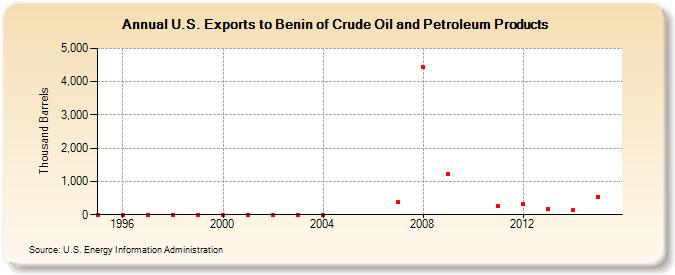 Annual U.S. Exports to Benin of Crude Oil and Petroleum Products
Thousand Barrels
5,000
4,000
3,000
2,000
1,000
0
1996 2000 2004 2008 2012
Source: U.S. Energy Information Administration